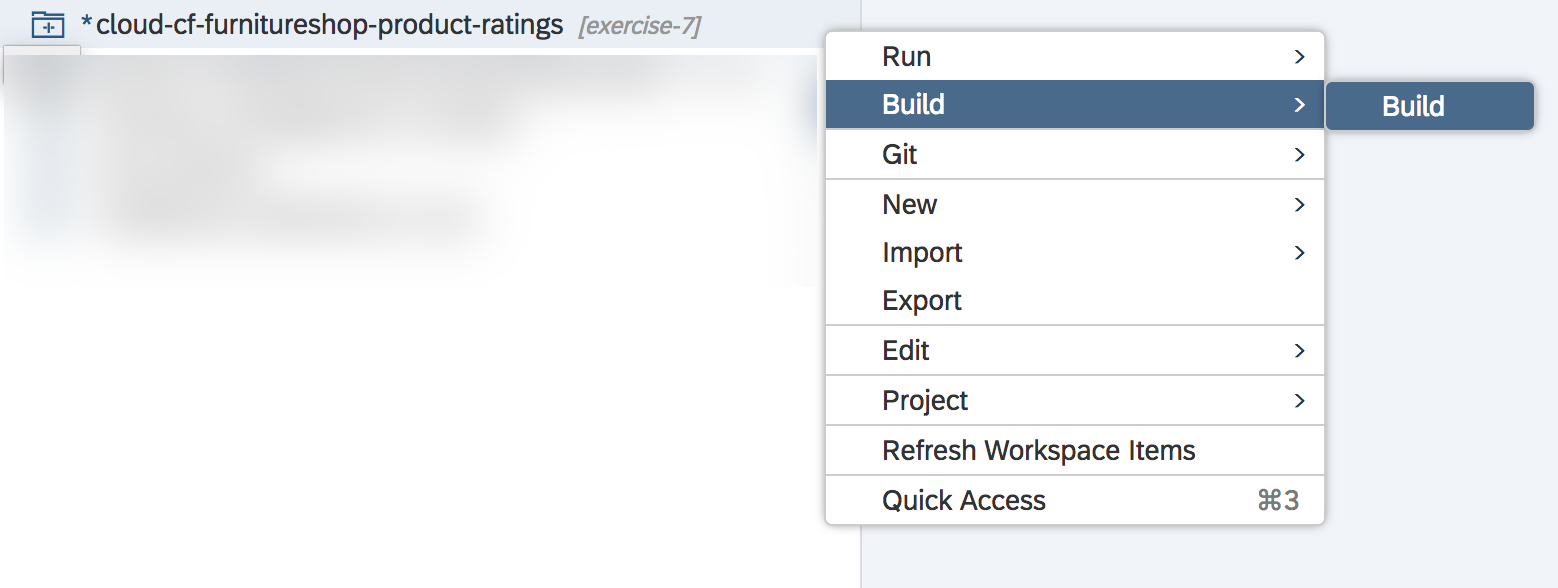 *cloud-cf-furnitureshop-product-ratings [exercise-7]
Run >
Build >
Build
Git >
New >
Import >
Export
Edit >
Project >
Refresh Workspace Items
Quick Access ⌘3